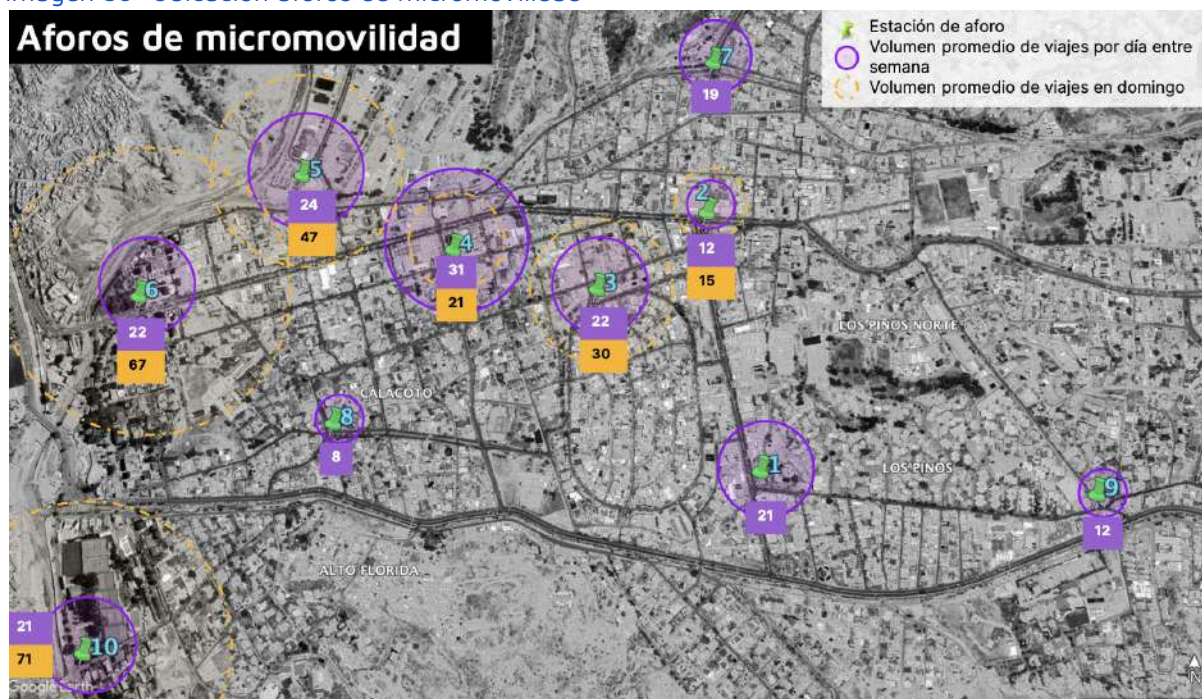 Aforos de micromovilidad
Estación de aforo
Volumen promedio de viajes por día entre
semana
Volumen promedio de viajes en domingo
7
19
5
24
47
2
12
15
4
31
21
3
22
30
6
22
67
LOS PIÑOS NORTE
CALACOTO
8
8
1
21
LOS PIÑOS
9
12
ALTO FLORIDA
21
71
10
Google Earth